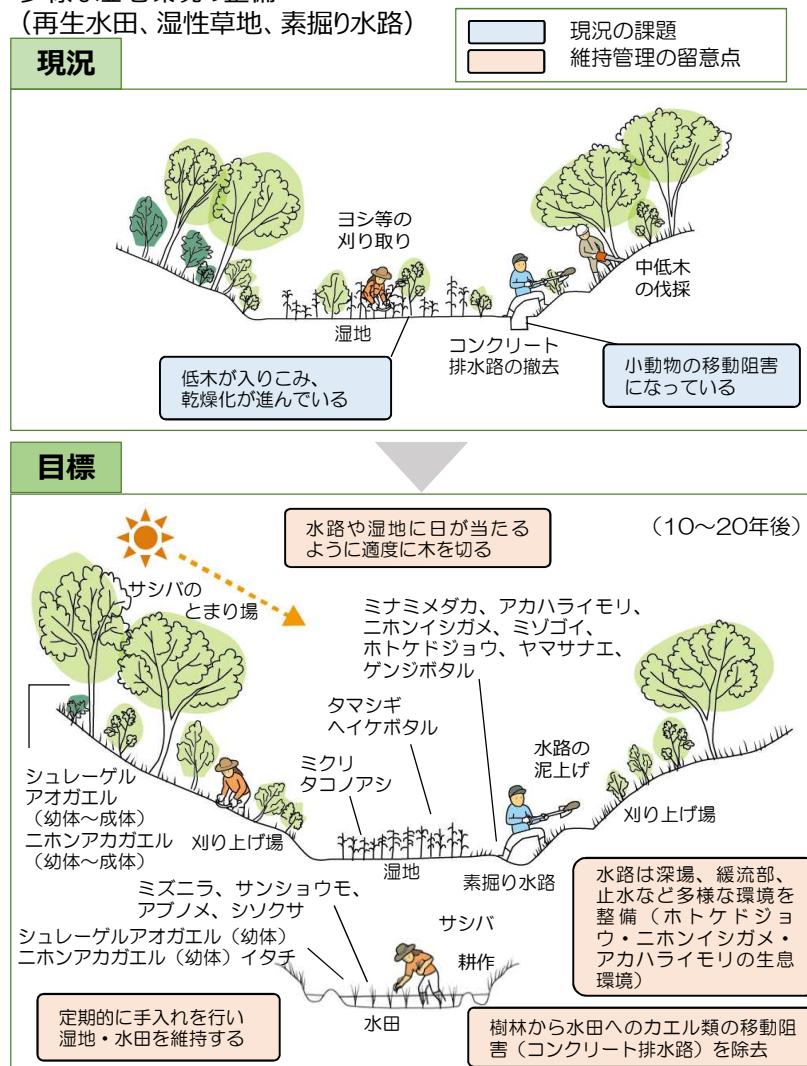 (再生水田、湿性草地、素掘り水路)
現況の課題
維持管理の留意点
現況
ヨシ等の
刈り取り
中低木
の伐採
湿地
コンクリート
排水路の撤去
低木が入りこみ、
乾燥化が進んでいる
小動物の移動阻害
になっている
目標
水路や湿地に日が当たる
ように適度に木を切る
(10~20年後)
サシバの
とまり場
ミナミメダカ、アカハライモリ、
ニホンイシガメ、ミゾゴイ、
ホトケドジョウ、ヤマサナエ、
ゲンジボタル
タマシギ
ヘイケボタル
ミクリ
タコノアシ
水路の
泥上げ
シュレーゲル
アオガエル
(幼体~成体)
ニホンアカガエル
(幼体~成体)
刈り上げ場
刈り上げ場
湿地
素掘り水路
水路は深場、緩流部、
止水など多様な環境を
整備(ホトケドジョ
ウ・ニホンイシガメ・
アカハライモリの生息
環境)
ミズニラ、サンショウモ、
アブノメ、シソクサ
シュレーゲルアオガエル(幼体)
ニホンアカガエル(幼体)イタチ
サシバ
耕作
水田
定期的に手入れを行い
湿地・水田を維持する
樹林から水田へのカエル類の移動阻
害(コンクリート排水路)を除去